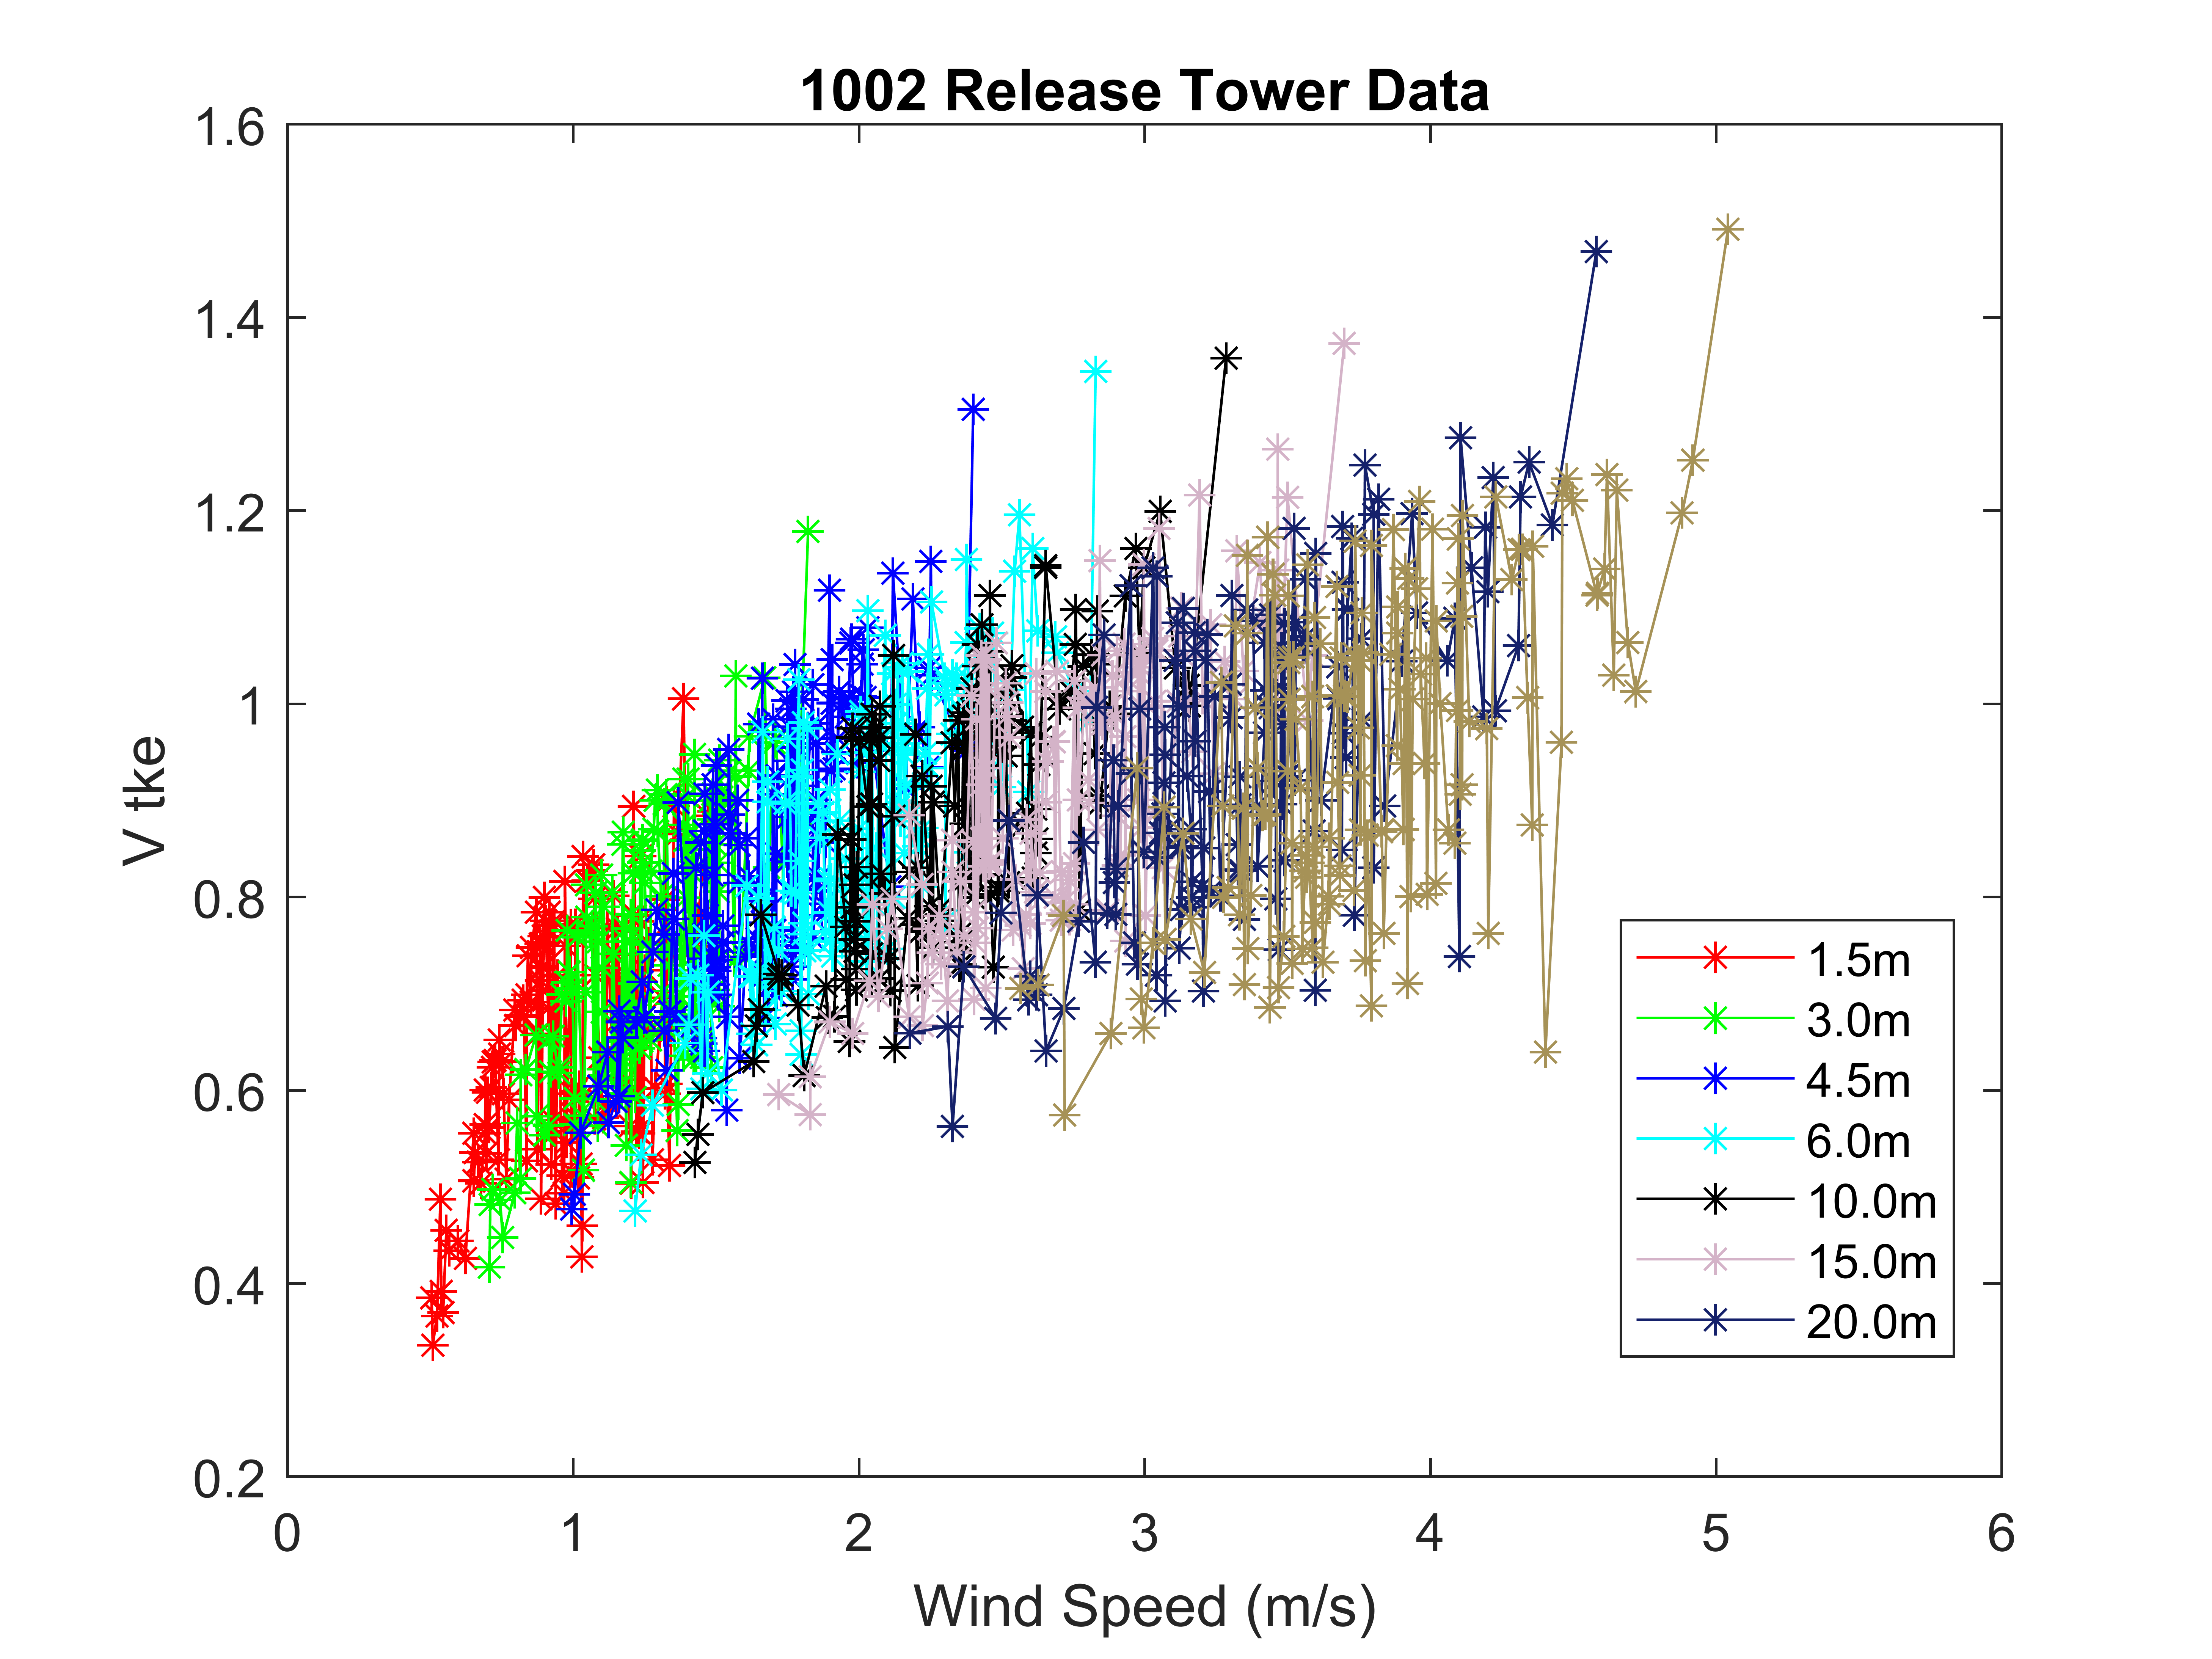 1002 Release Tower Data
1.6
1.4
1.2
1
0.8
0.6
0.4
0.2
V tke
0 1 2 3 4 5 6
Wind Speed (m/s)
1.5m
3.0m
4.5m
6.0m
10.0m
15.0m
20.0m